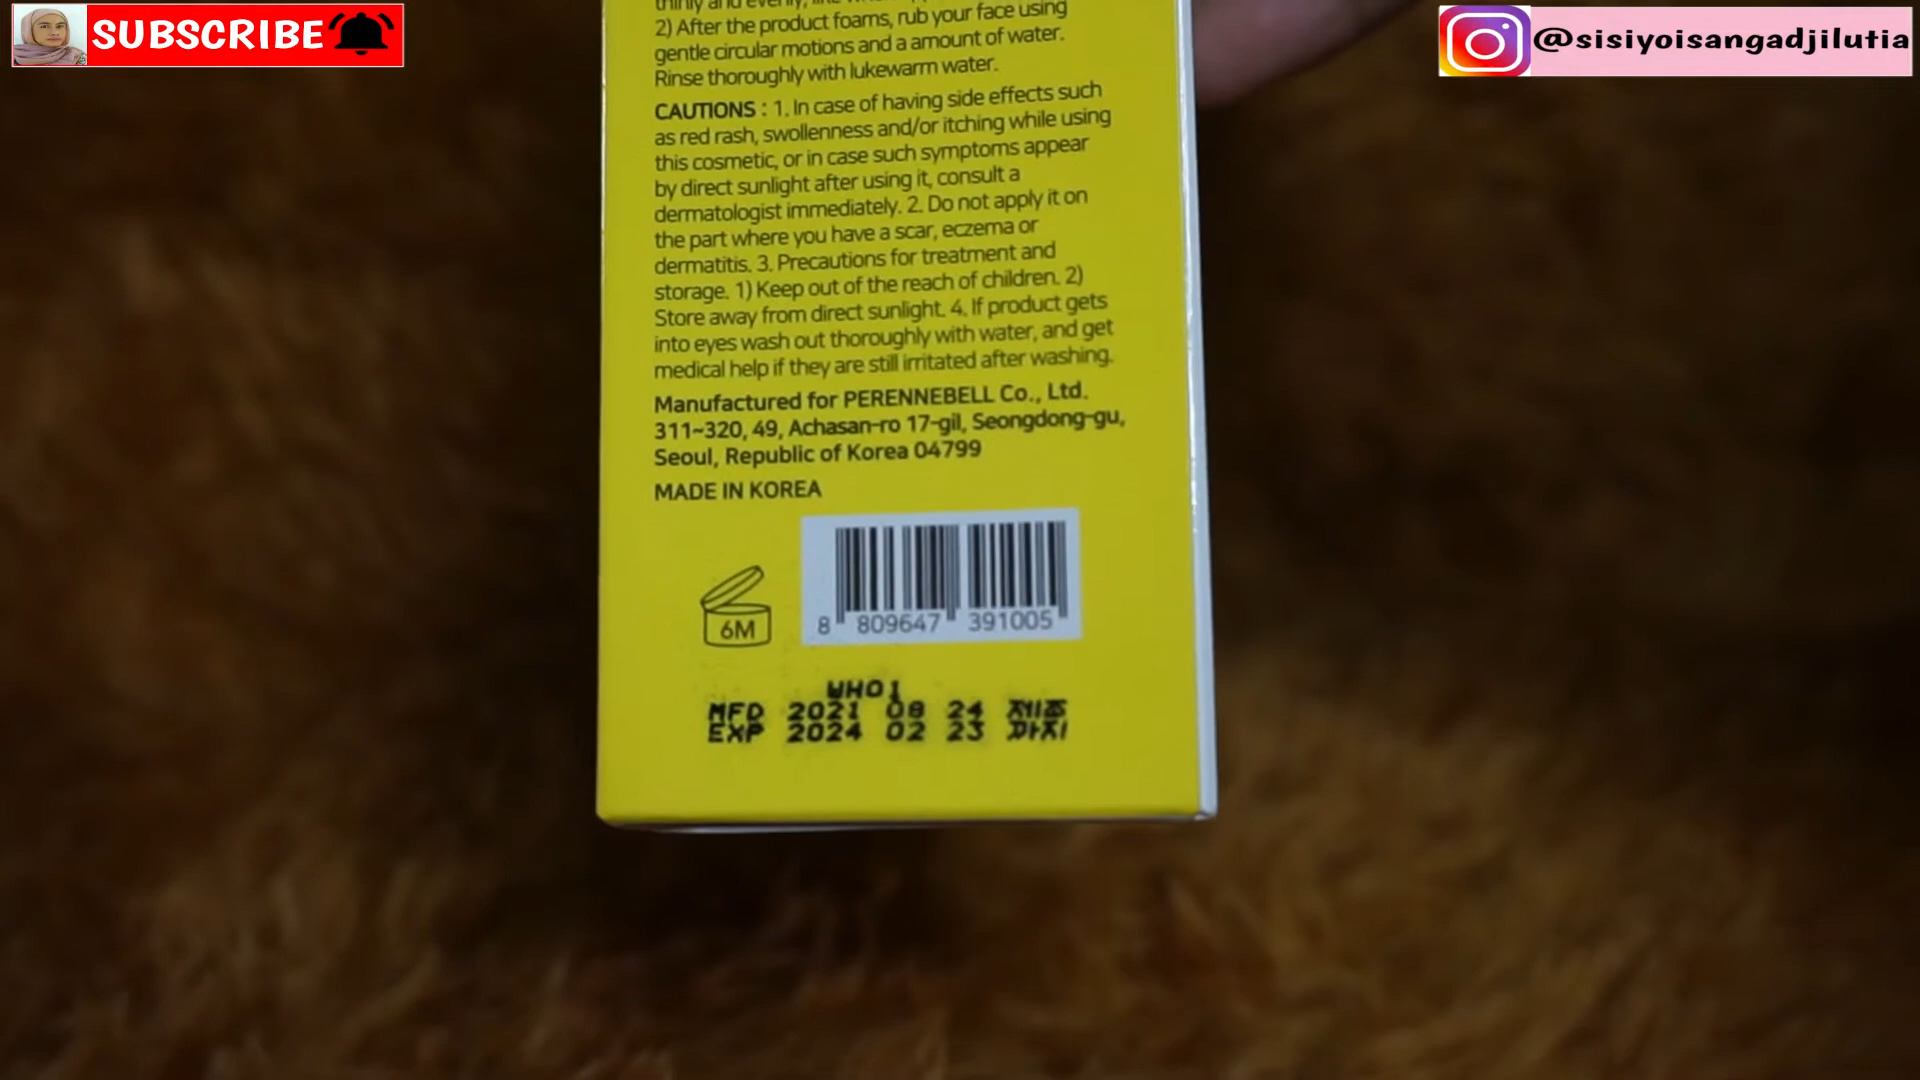 SUBSCRIBE
@sisiyoisangadjilutia
thinly and evenly, like
2) After the product foams, rub your face using
gentle circular motions and a amount of water.
Rinse thoroughly with lukewarm water.
CAUTIONS : 1. In case of having side effects such
as red rash, swollenness and/or itching while using
this cosmetic, or in case such symptoms appear
by direct sunlight after using it, consult a
dermatologist immediately. 2. Do not apply it on
the part where you have a scar, eczema or
dermatitis. 3. Precautions for treatment and
storage. 1) Keep out of the reach of children. 2)
Store away from direct sunlight. 4. If product gets
into eyes wash out thoroughly with water, and get
medical help if they are still irritated after washing.
Manufactured for PERENNEBELL Co., Ltd.
311~320, 49, Achasan-ro 17-gil, Seongdong-gu,
Seoul, Republic of Korea 04799
MADE IN KOREA
6M
8 809647 391005
WHO1
MFD 2021 08 24 제조
EXP 2024 02 23 까지